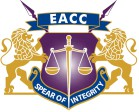 EACC
SPEAR OF INTEGRITY